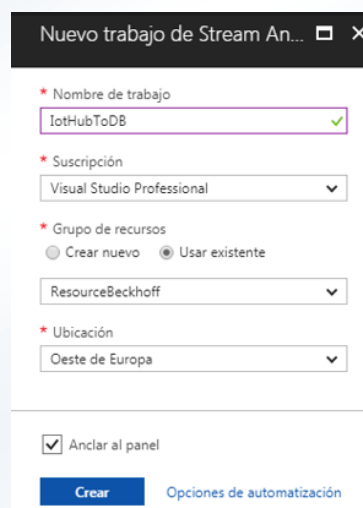 Nuevo trabajo de Stream An...
* Nombre de trabajo
IotHubToDB
* Suscripción
Visual Studio Professional
* Grupo de recursos
Crear nuevo Usar existente
ResourceBeckhoff
* Ubicación
Oeste de Europa
Anclar al panel
Crear Opciones de automatización